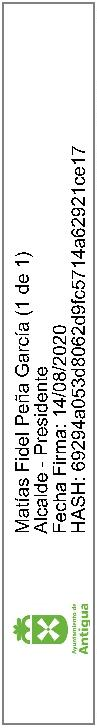 Matías Fidel Peña García (1 de 1)
Alcalde - Presidente
Fecha Firma: 14/08/2020
HASH: 69294a053d8062d9fc5714a62921ce17
Ayuntamiento de
Antigua